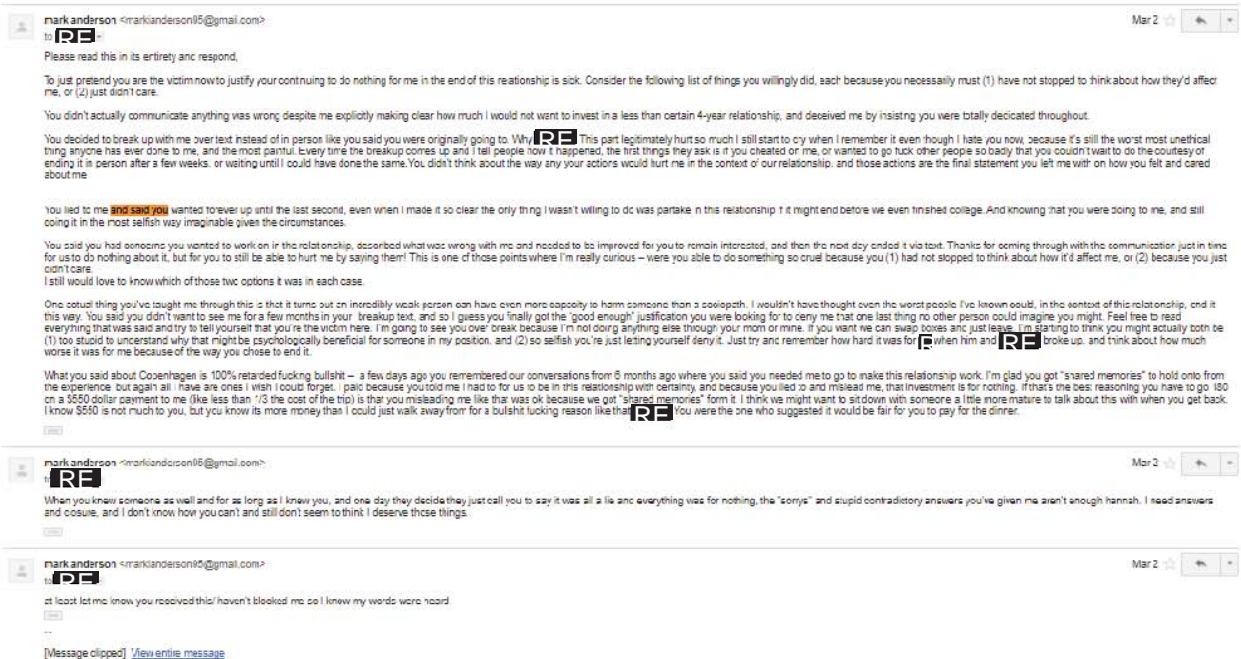 mark anderson <markianderson95@gmail.com>
Mar 2
to RE
Please read this in its entirety and respond,
To just pretend you are the victim now to justify your continuing to do nothing for me in the end of this relationship is sick. Consider the following list of things you willingly did, each because you necessarily must (1) have not stopped to think about how they'd affect
me, or (2) just didn't care.
You didn't actually communicate anything was wrong despite me explicitly making clear how much I would not want to invest in a less than certain 4-year relationship, and deceived me by insisting you were totally dedicated throughout.
You decided to break up with me over text instead of in person like you said you were originally going to. Why RE This part legitimately hurt so much I still start to cry when I remember it even though I hate you now, because it's still the worst most unethical
thing anyone has ever done to me, and the most painful. Every time the breakup comes up and I tell people how it happened, the first things they ask is if you cheated on me, or wanted to go fuck other people so badly that you couldn't wait to do the courtesy of
ending it in person after a few weeks, or waiting until I could have done the same. You didn't think about the way any your actions would hurt me in the context of our relationship, and those actions are the final statement you left me with on how you felt and cared
about me
You lied to me and said you wanted forever up until the last second, even when I made it so clear the only thing I wasn't willing to do was partake in this relationship if it might end before we even finished college. And knowing that you were doing to me, and still
doing it in the most selfish way imaginable given the circumstances.
You said you had concerns you wanted to work on in the relationship, described what was wrong with me and needed to be improved for you to remain interested, and then the next day ended it via text. Thanks for coming through with the communication just in time
for us to do nothing about it, but for you to still be able to hurt me by saying them! This is one of those points where I'm really curious – were you able to do something so cruel because you (1) had not stopped to think about how it'd affect me, or (2) because you just
didn't care.
I still would love to know which of those two options it was in each case.
One actual thing you've taught me through this is that it turns out an incredibly weak person can have even more capacity to harm someone than a sociopath. I wouldn't have thought even the worst people I've known could, in the context of this relationship, end it
this way. You said you didn't want to see me for a few months in your breakup text, and so I guess you finally got the 'good enough' justification you were looking for to deny me that one last thing no other person could imagine you might. Feel free to read
everything that was said and try to tell yourself that you're the victim here. I'm going to see you over break because I'm not doing anything else through your mom or mine. If you want we can swap boxes and just leave. I'm starting to think you might actually both be
(1) too stupid to understand why that might be psychologically beneficial for someone in my position, and (2) so selfish you're just letting yourself deny it. Just try and remember how hard it was for R when him and RE broke up, and think about how much
worse it was for me because of the way you chose to end it.
What you said about Copenhagen is 100% retarded fucking bullshit – a few days ago you remembered our conversations from 6 months ago where you said you needed me to go to make this relationship work. I'm glad you got "shared memories" to hold onto from
the experience, but again all I have are ones I wish I could forget. I paid because you told me I had to for us to be in this relationship with certainty, and because you lied to and mislead me, that investment is for nothing. If that's the best reasoning you have to go 180
on a $550 dollar payment to me (like less than 1/3 the cost of the trip) is that you misleading me like that was ok because we got "shared memories" form it. I think we might want to sit down with someone a little more mature to talk about this with when you get back.
I know $550 is not much to you, but you know its more money than I could just walk away from for a bullshit fucking reason like that RE You were the one who suggested it would be fair for you to pay for the dinner.
mark anderson <markianderson95@gmail.com>
Mar 2
RE
When you knew someone as well and for as long as I knew you, and one day they decide they just call you to say it was all a lie and everything was for nothing, the "sorrys" and stupid contradictory answers you've given me aren't enough hannah. I need answers
and closure, and I don't know how you can't and still don't seem to think I deserve those things.
mark anderson <markianderson95@gmail.com>
Mar 2
to RE
at least let me know you received this/ haven't blocked me so I know my words were heard
--
[Message clipped] View entire message